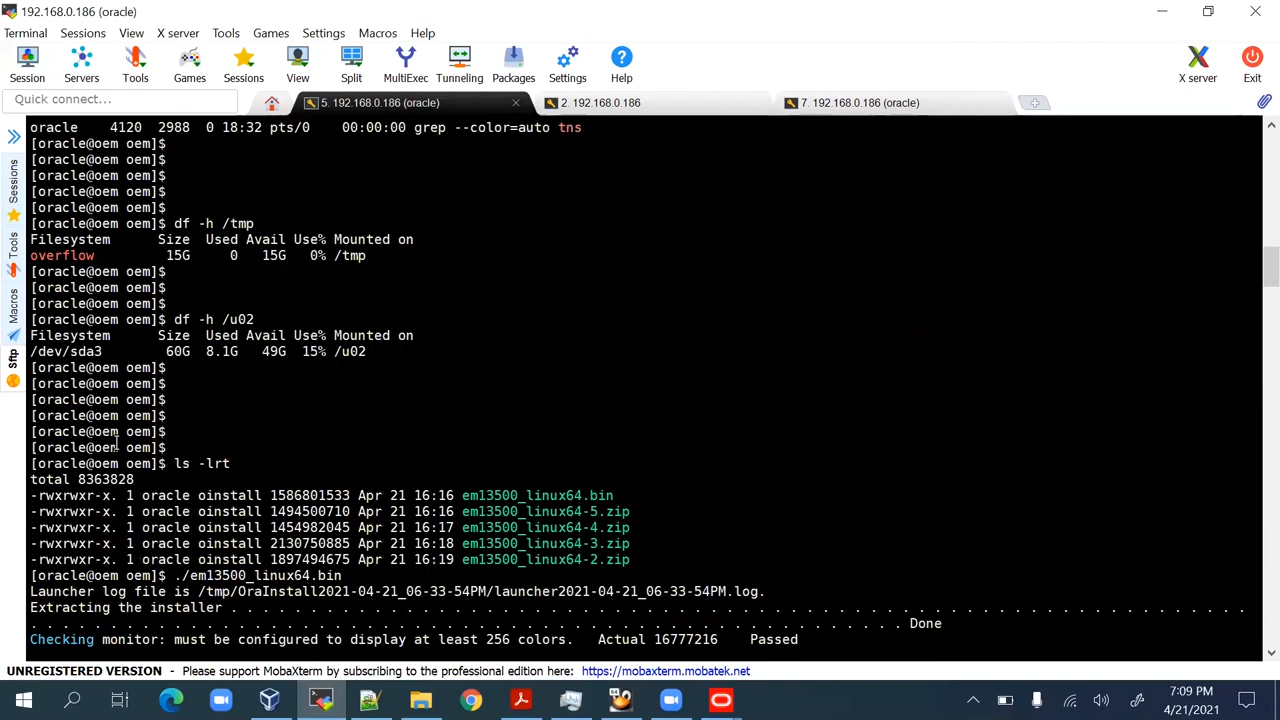 192.168.0.186 (oracle)
Terminal Sessions View X server Tools Games Settings Macros Help
Session Servers Tools Games Sessions View Split MultiExec Tunneling Packages Settings Help X server Exit
Quick connect...
5. 192.168.0.186 (oracle)
2. 192.168.0.186
7. 192.168.0.186 (oracle)
Sessions
Tools
Macros
Sftp
oracle 4120 2988 0 18:32 pts/0 00:00:00 grep --color=auto tns
[oracle@oem oem]$
[oracle@oem oem]$
[oracle@oem oem]$
[oracle@oem oem]$
[oracle@oem oem]$
[oracle@oem oem]$ df -h /tmp
Filesystem Size Used Avail Use% Mounted on
overflow 15G 0 15G 0% /tmp
[oracle@oem oem]$
[oracle@oem oem]$
[oracle@oem oem]$
[oracle@oem oem]$ df -h /u02
Filesystem Size Used Avail Use% Mounted on
/dev/sda3 60G 8.1G 49G 15% /u02
[oracle@oem oem]$
[oracle@oem oem]$
[oracle@oem oem]$
[oracle@oem oem]$
[oracle@oem oem]$
[oracle@oem oem]$
[oracle@oem oem]$ ls -lrt
total 8363828
-rwxrwxr-x. 1 oracle oinstall 1586801533 Apr 21 16:16 em13500_linux64.bin
-rwxrwxr-x. 1 oracle oinstall 1494500710 Apr 21 16:16 em13500_linux64-5.zip
-rwxrwxr-x. 1 oracle oinstall 1454982045 Apr 21 16:17 em13500_linux64-4.zip
-rwxrwxr-x. 1 oracle oinstall 2130750885 Apr 21 16:18 em13500_linux64-3.zip
-rwxrwxr-x. 1 oracle oinstall 1897494675 Apr 21 16:19 em13500_linux64-2.zip
[oracle@oem oem]$ ./em13500_linux64.bin
Launcher log file is /tmp/OraInstall2021-04-21_06-33-54PM/launcher2021-04-21_06-33-54PM.log.
Extracting the installer . . . . . . . . . . . . . . . . . . . . . . . . . . . . . . . . . . . . . . . . . . . . . . . . . . . . . . . . . . . . . . . .
. . . . . . . . . . . . . . . . . . . . . . . . . . . . . . . . . . . . . . . . . . . . . . . . . . . . . . . Done
Checking monitor: must be configured to display at least 256 colors. Actual 16777216 Passed
UNREGISTERED VERSION - Please support MobaXterm by subscribing to the professional edition here: https://mobaxterm.mobatek.net
7:09 PM
4/21/2021